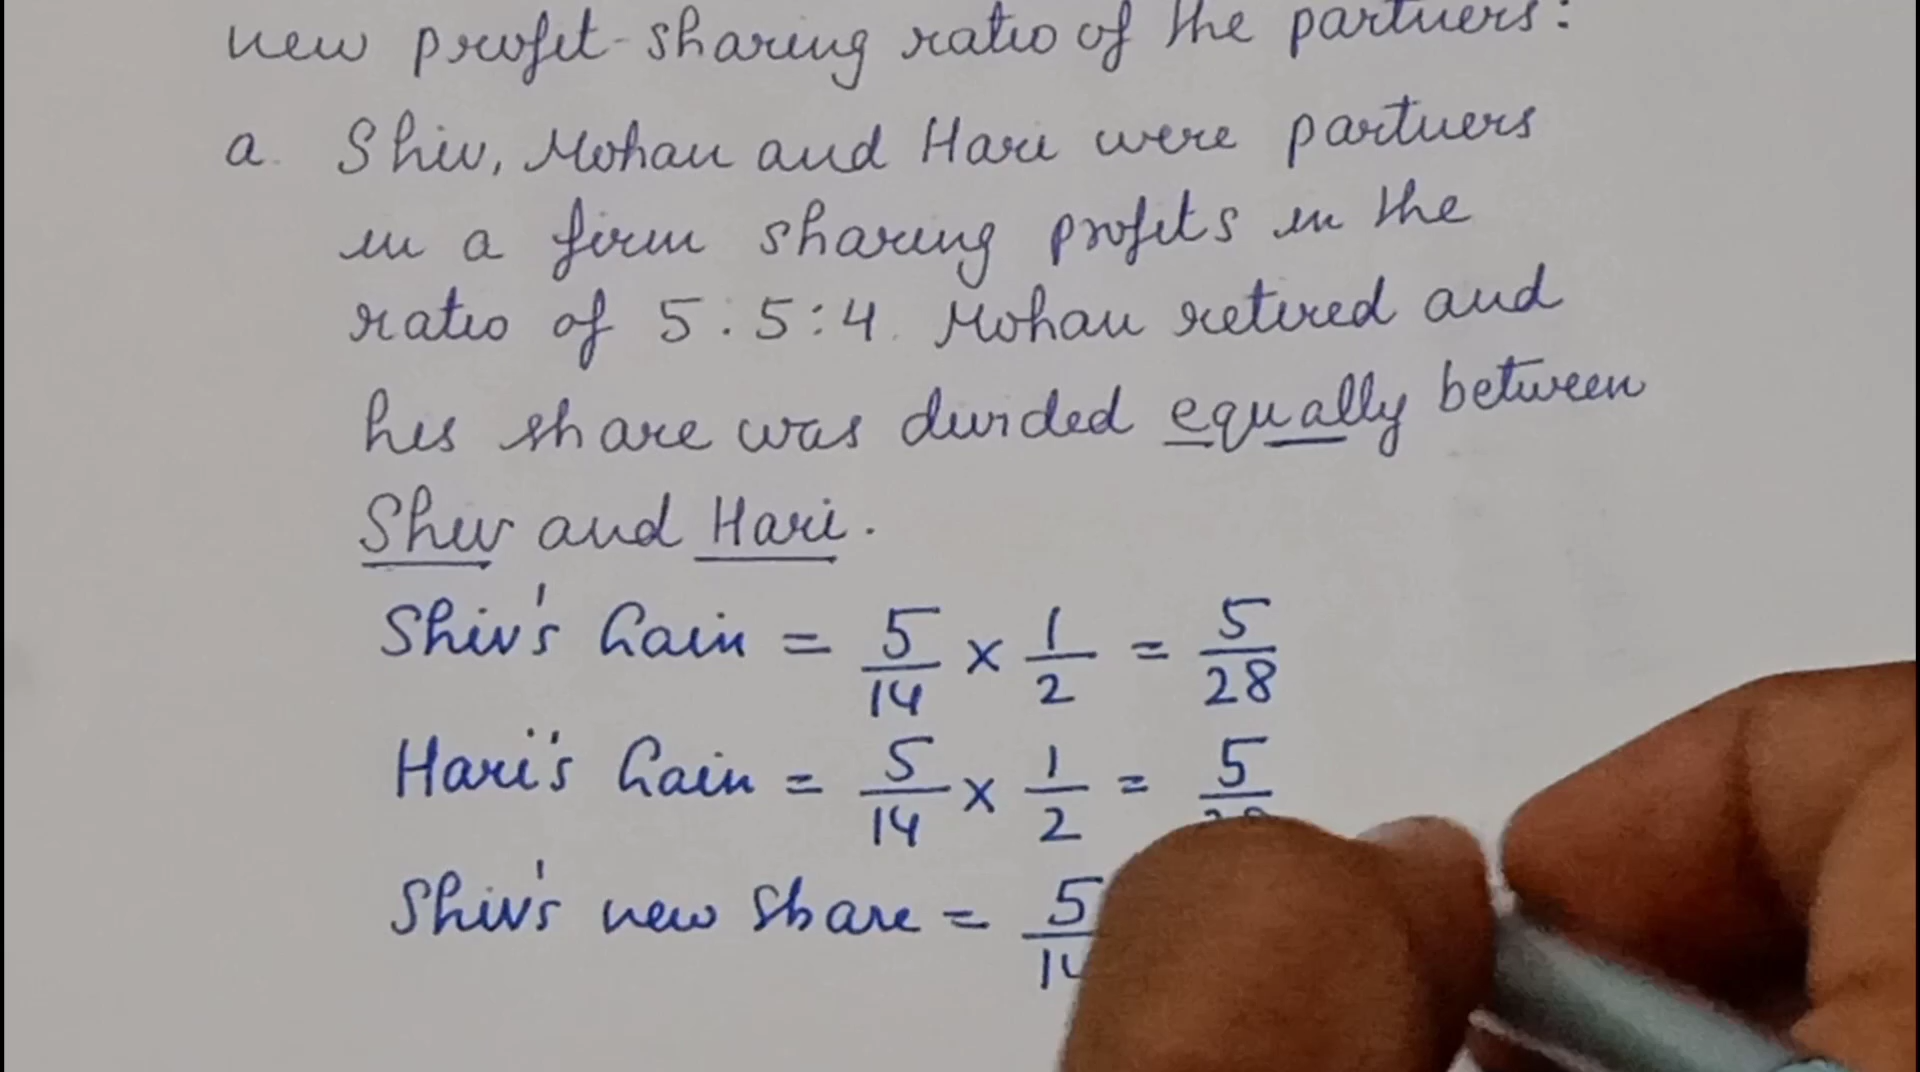 new profit-sharing ratio of the partners:
a. Shiv, Mohan and Hari were partners
in a firm sharing profits in the
ratio of 5:5:4. Mohan retired and
his share was divided equally between
Shiv and Hari.
Shiv's Gain = 5/14 × 1/2 = 5/28
Hari's Gain = 5/14 × 1/2 = 5/28
Shiv's new share = 5/14